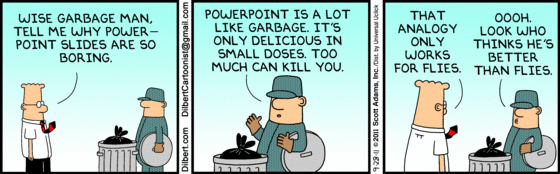 WISE GARBAGE MAN,
TELL ME WHY POWER-
POINT SLIDES ARE SO
BORING.
Dilbert.com DilbertCartoonist@gmail.com
POWERPOINT IS A LOT
LIKE GARBAGE. IT'S
ONLY DELICIOUS IN
SMALL DOSES. TOO
MUCH CAN KILL YOU.
9-29-11 ©2011 Scott Adams, Inc./Dist. by Universal Uclick
THAT
ANALOGY
ONLY
WORKS
FOR FLIES.
OOOH.
LOOK WHO
THINKS HE'S
BETTER
THAN FLIES.